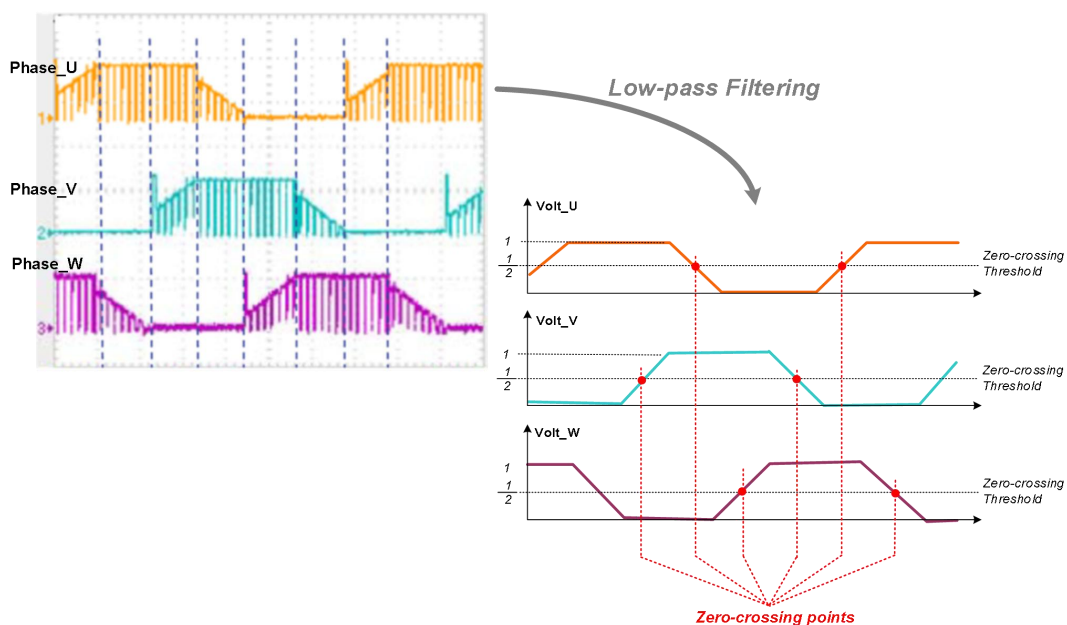 Phase_U
1
Phase_V
2
Phase_W
3
Low-pass Filtering
Volt_U
1
1
2
Zero-crossing
Threshold
Volt_V
1
1
2
Zero-crossing
Threshold
Volt_W
1
1
2
Zero-crossing
Threshold
Zero-crossing points